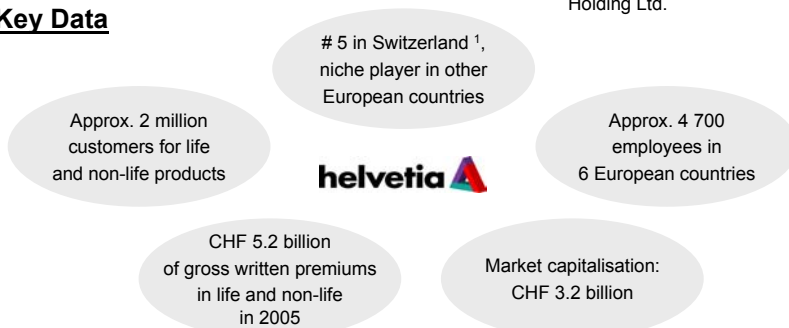 Holding Ltd.
Key Data
# 5 in Switzerland ¹,
niche player in other
European countries
Approx. 2 million
customers for life
and non-life products
Approx. 4 700
employees in
6 European countries
helvetia
CHF 5.2 billion
of gross written premiums
in life and non-life
in 2005
Market capitalisation:
CHF 3.2 billion